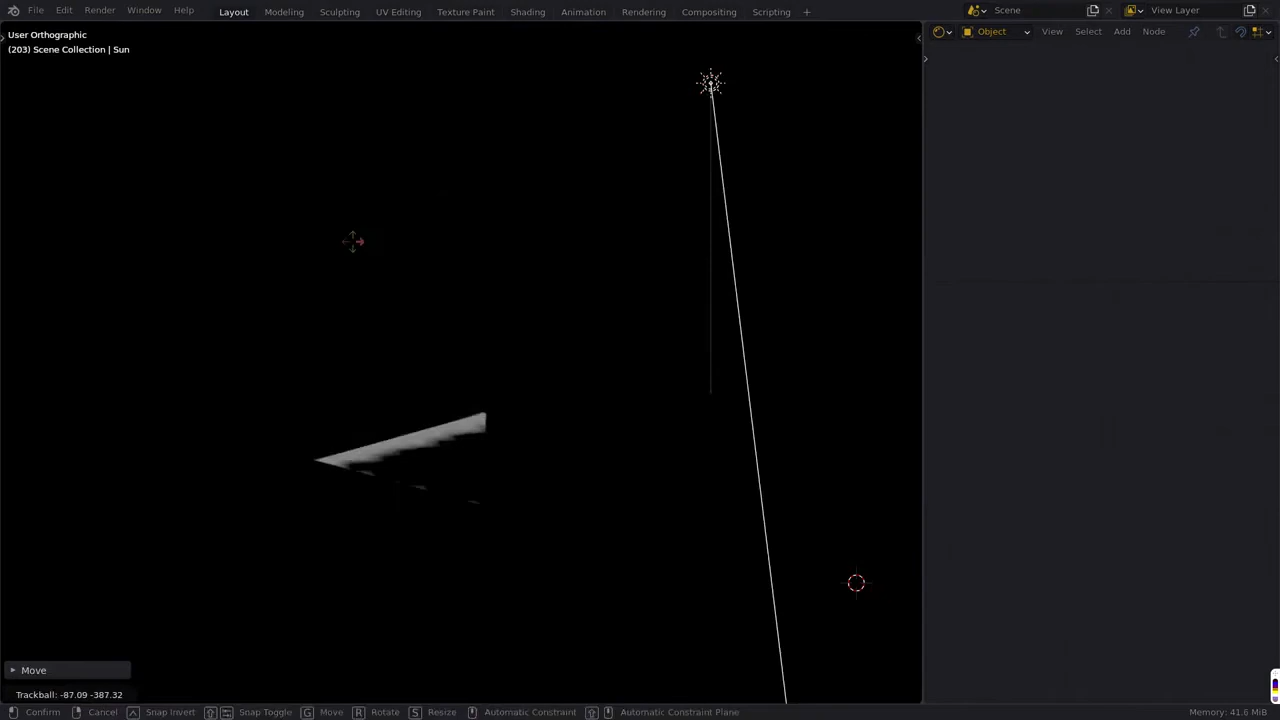 File Edit Render Window Help Layout Modeling Sculpting UV Editing Texture Paint Shading Animation Rendering Compositing Scripting + Scene View Layer
User Orthographic
(203) Scene Collection | Sun
Object View Select Add Node
Move
Trackball: -87.09 -387.32
Confirm Cancel Snap Invert Snap Toggle G Move R Rotate S Resize Automatic Constraint Automatic Constraint Plane Memory: 41.6 MiB